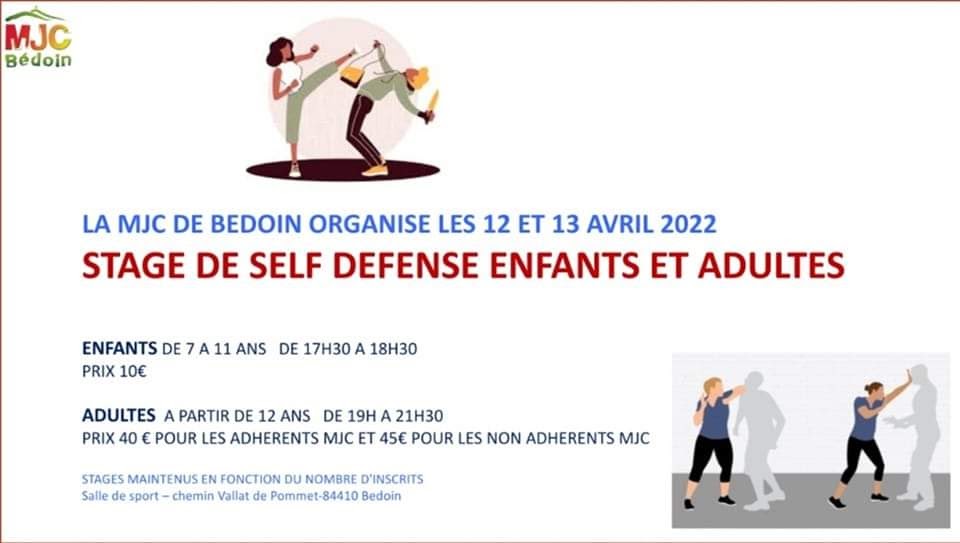 MJC
Bédoin
LA MJC DE BEDOIN ORGANISE LES 12 ET 13 AVRIL 2022
STAGE DE SELF DEFENSE ENFANTS ET ADULTES
ENFANTS DE 7 A 11 ANS DE 17H30 A 18H30
PRIX 10€
ADULTES A PARTIR DE 12 ANS DE 19H A 21H30
PRIX 40 € POUR LES ADHERENTS MJC ET 45€ POUR LES NON ADHERENTS MJC
STAGES MAINTENUS EN FONCTION DU NOMBRE D'INSCRITS
Salle de sport – chemin Vallat de Pommet-84410 Bedoin